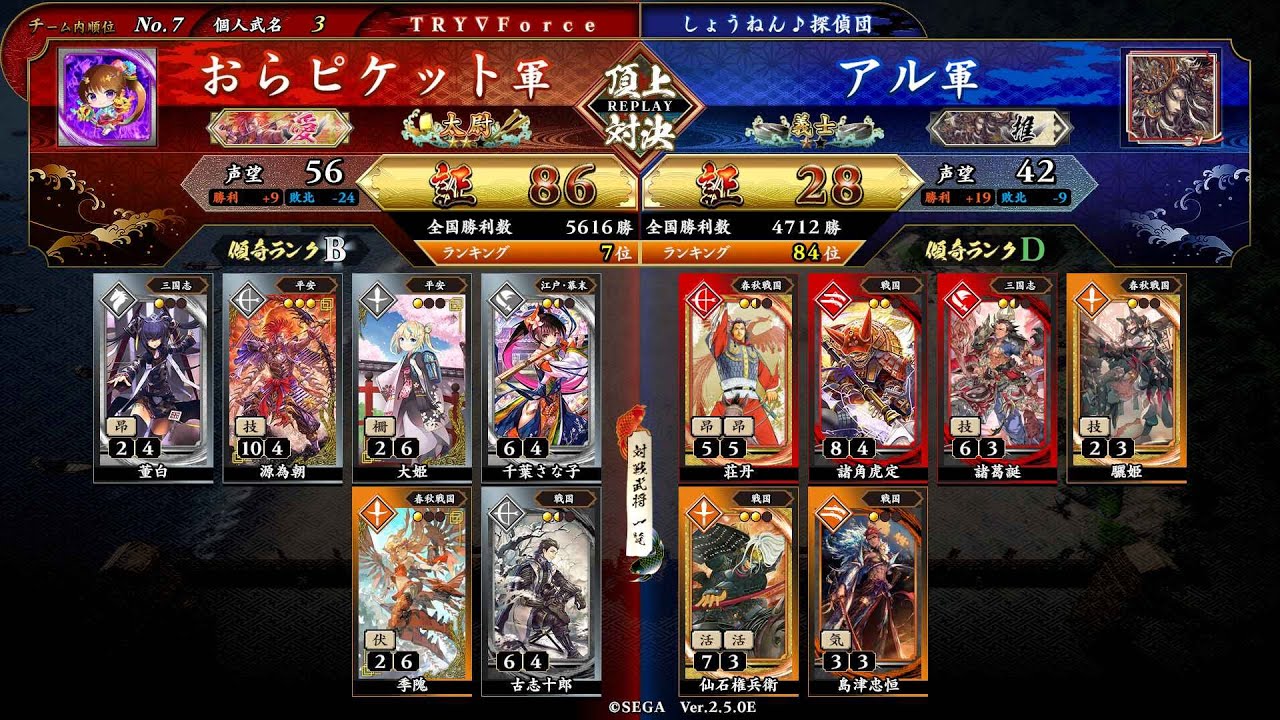 チーム内順位 No.7 個人武名 3
TRY∇Force
しょうねん♪探偵団
おらピケット軍
頂上
REPLAY
対決
アル軍
愛
大尉
義士
推
声望 56
勝利 +9 敗北 -24
証 86
証 28
声望 42
勝利 +19 敗北 -9
全国勝利数 5616勝
全国勝利数 4712勝
ランキング 7位
ランキング 84位
傾奇ランク B
傾奇ランク D
三国志
昴
2 4
董白
平安
技
10 4
源為朝
平安
柵
2 6
大姫
江戸・幕末
6 4
千葉さな子
春秋戦国
昴 昴
5 5
荘丹
戦国
8 4
諸角虎定
三国志
技
6 3
諸葛誕
春秋戦国
技
2 3
驪姫
対戦武将一覧
春秋戦国
伏
2 6
季隗
戦国
6 4
古志十郎
戦国
活 活
7 3
仙石権兵衛
戦国
気
3 3
島津忠恒
©SEGA Ver.2.5.0E